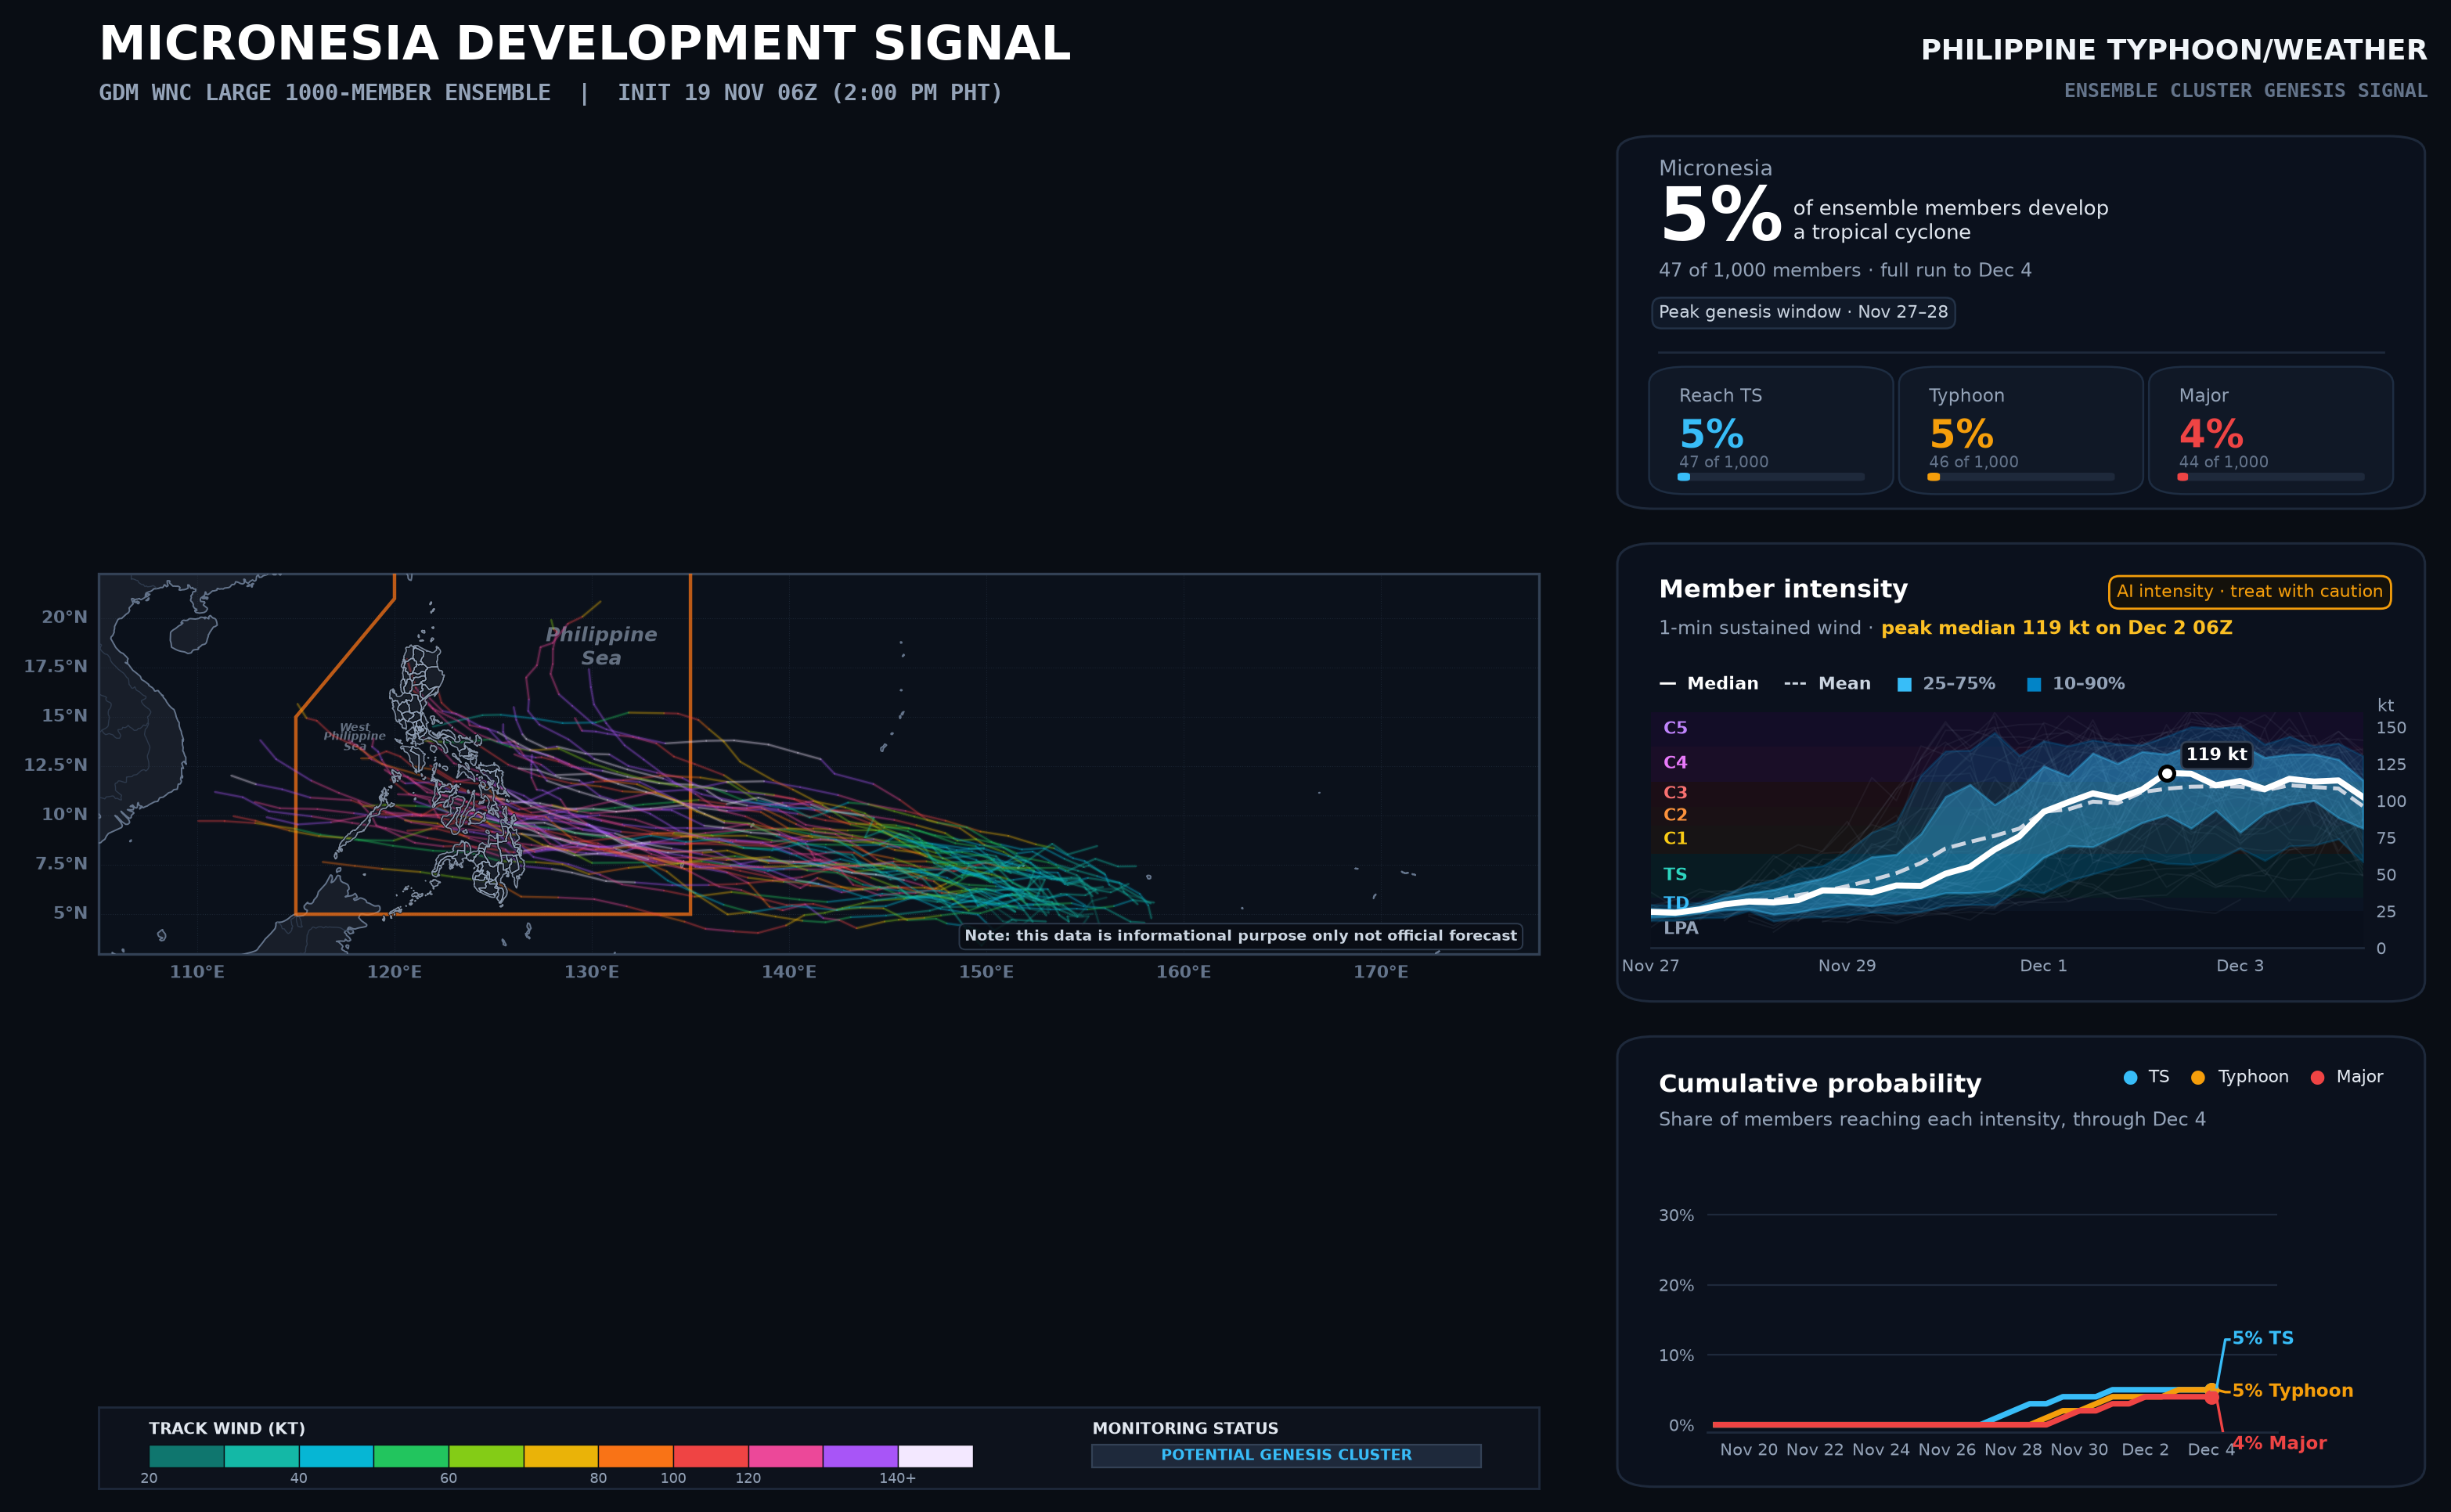 MICRONESIA DEVELOPMENT SIGNAL
GDM WNC LARGE 1000-MEMBER ENSEMBLE | INIT 19 NOV 06Z (2:00 PM PHT)
PHILIPPINE TYPHOON/WEATHER
ENSEMBLE CLUSTER GENESIS SIGNAL
Philippine
Sea
West
Philippine
Sea
20°N
17.5°N
15°N
12.5°N
10°N
7.5°N
5°N
110°E 120°E 130°E 140°E 150°E 160°E 170°E
Note: this data is informational purpose only not official forecast
TRACK WIND (KT)
20 40 60 80 100 120 140+
MONITORING STATUS
POTENTIAL GENESIS CLUSTER
Micronesia
5% of ensemble members develop
a tropical cyclone
47 of 1,000 members · full run to Dec 4
Peak genesis window · Nov 27–28
Reach TS
5%
47 of 1,000
Typhoon
5%
46 of 1,000
Major
4%
44 of 1,000
Member intensity
AI intensity · treat with caution
1-min sustained wind · peak median 119 kt on Dec 2 06Z
Median Mean 25–75% 10–90%
kt
150
125
100
75
50
25
0
C5
C4
C3
C2
C1
TS
TD
LPA
119 kt
Nov 27 Nov 29 Dec 1 Dec 3
Cumulative probability
TS Typhoon Major
Share of members reaching each intensity, through Dec 4
30%
20%
10%
0%
5% TS
5% Typhoon
4% Major
Nov 20 Nov 22 Nov 24 Nov 26 Nov 28 Nov 30 Dec 2 Dec 4